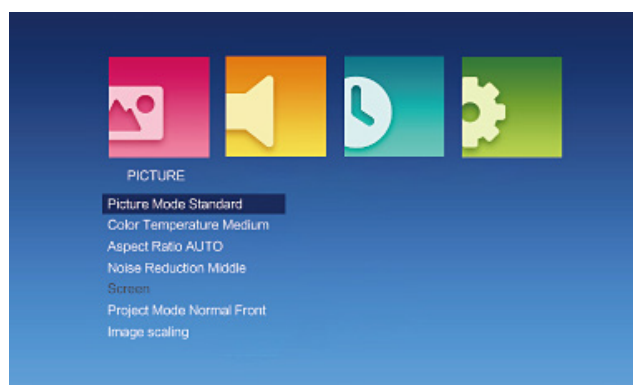 PICTURE
Picture Mode Standard
Color Temperature Medium
Aspect Ratio AUTO
Noise Reduction Middle
Screen
Project Mode Normal Front
Image scaling